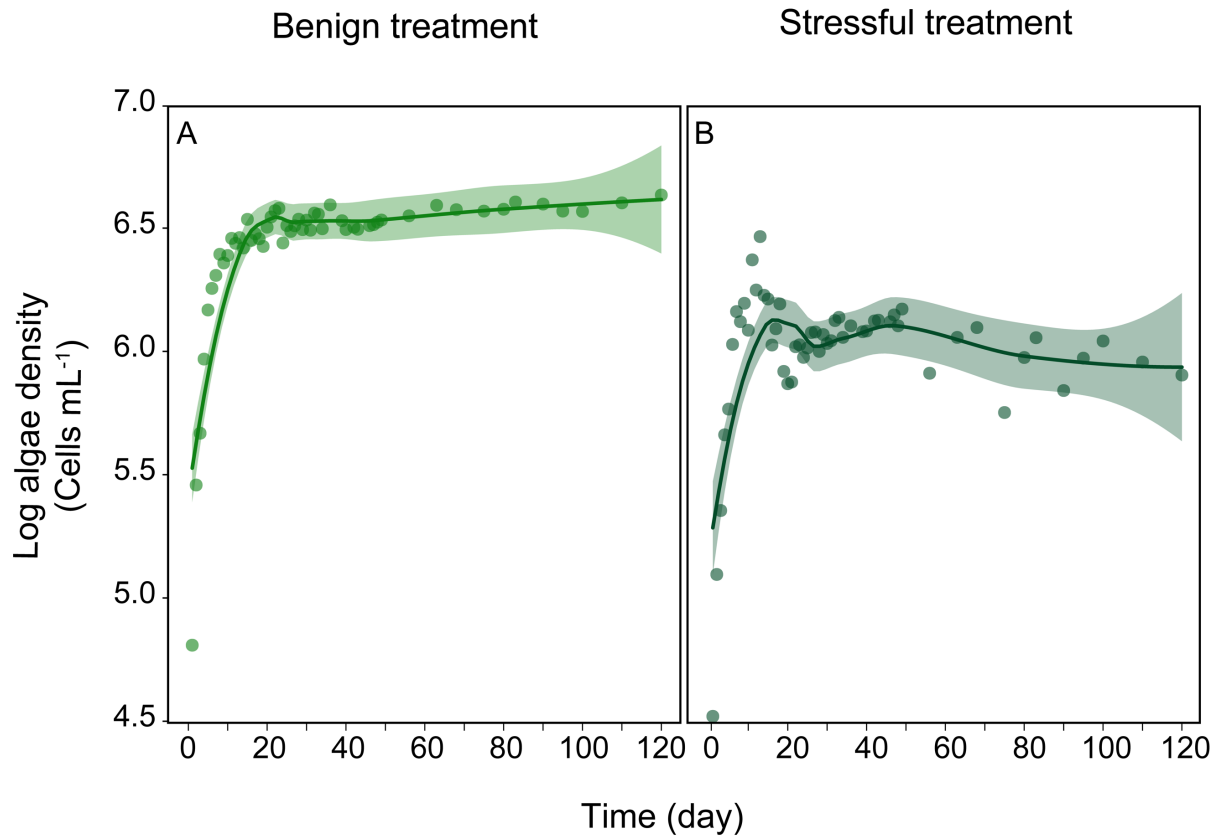 Benign treatment
Stressful treatment
A
B
Log algae density
(Cells mL⁻¹)
7.0
6.5
6.0
5.5
5.0
4.5
0 20 40 60 80 100 120
0 20 40 60 80 100 120
Time (day)